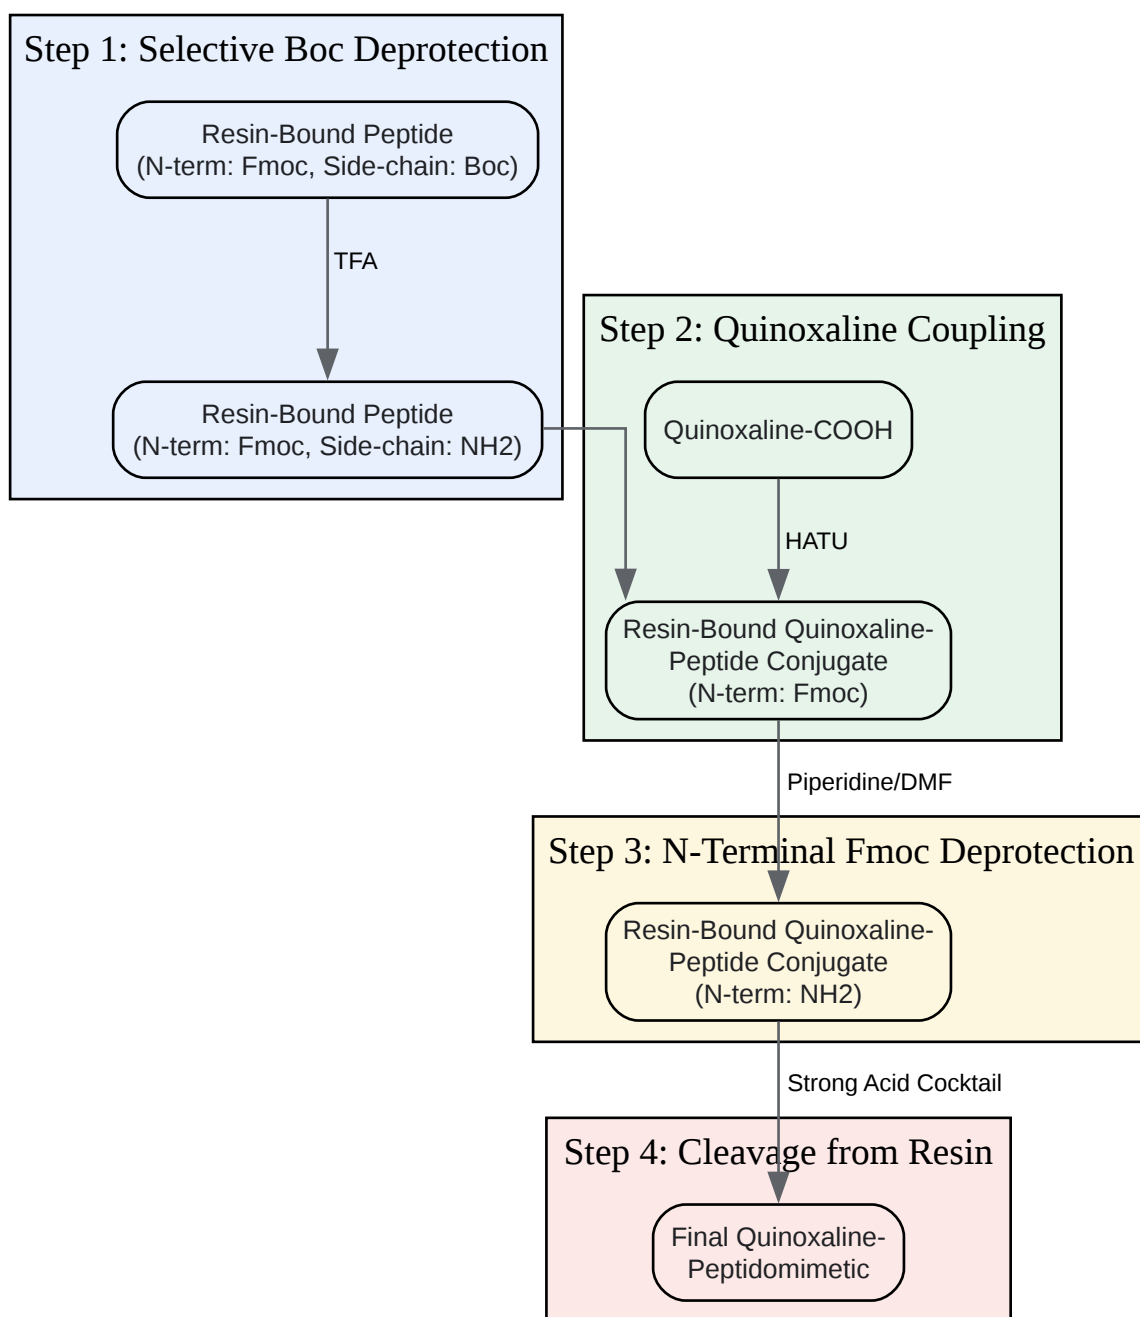 Step 1: Selective Boc Deprotection
Resin-Bound Peptide
(N-term: Fmoc, Side-chain: Boc)
TFA
Resin-Bound Peptide
(N-term: Fmoc, Side-chain: NH2)
Step 2: Quinoxaline Coupling
Quinoxaline-COOH
HATU
Resin-Bound Quinoxaline-
Peptide Conjugate
(N-term: Fmoc)
Piperidine/DMF
Step 3: N-Terminal Fmoc Deprotection
Resin-Bound Quinoxaline-
Peptide Conjugate
(N-term: NH2)
Strong Acid Cocktail
Step 4: Cleavage from Resin
Final Quinoxaline-
Peptidomimetic